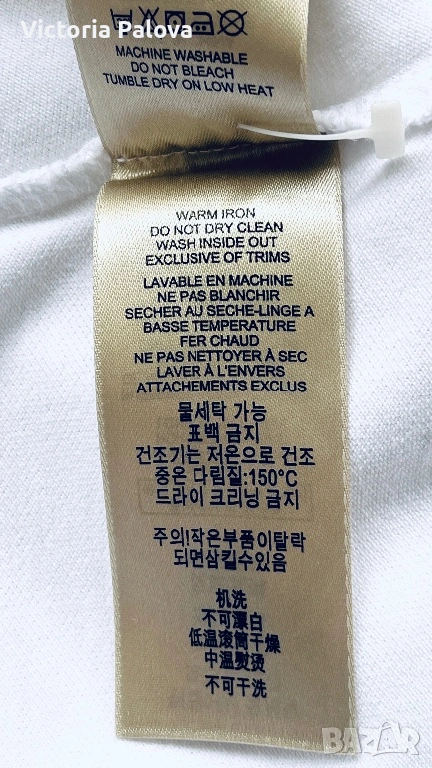 Victoria Palova
MACHINE WASHABLE
DO NOT BLEACH
TUMBLE DRY ON LOW HEAT
WARM IRON
DO NOT DRY CLEAN
WASH INSIDE OUT
EXCLUSIVE OF TRIMS
LAVABLE EN MACHINE
NE PAS BLANCHIR
SECHER AU SECHE-LINGE A
BASSE TEMPERATURE
FER CHAUD
NE PAS NETTOYER À SEC
LAVER À L'ENVERS
ATTACHEMENTS EXCLUS
물세탁 가능
표백 금지
건조기는 저온으로 건조
중온 다림질:150°C
드라이 크리닝 금지
주의!작은부품이탈락
되면삼킬수있음
机洗
不可漂白
低温滚筒干燥
中温熨烫
不可干洗
BAZAR